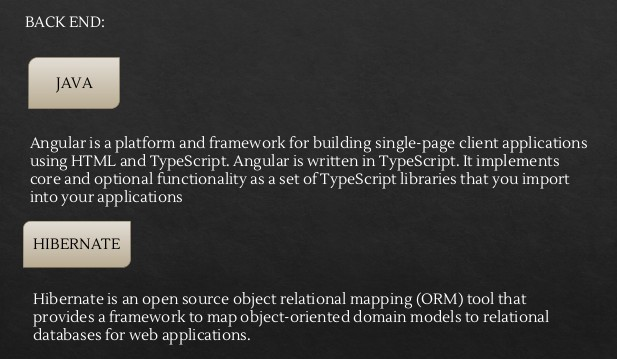 BACK END:
JAVA
Angular is a platform and framework for building single-page client applications
using HTML and TypeScript. Angular is written in TypeScript. It implements
core and optional functionality as a set of TypeScript libraries that you import
into your applications
HIBERNATE
Hibernate is an open source object relational mapping (ORM) tool that
provides a framework to map object-oriented domain models to relational
databases for web applications.